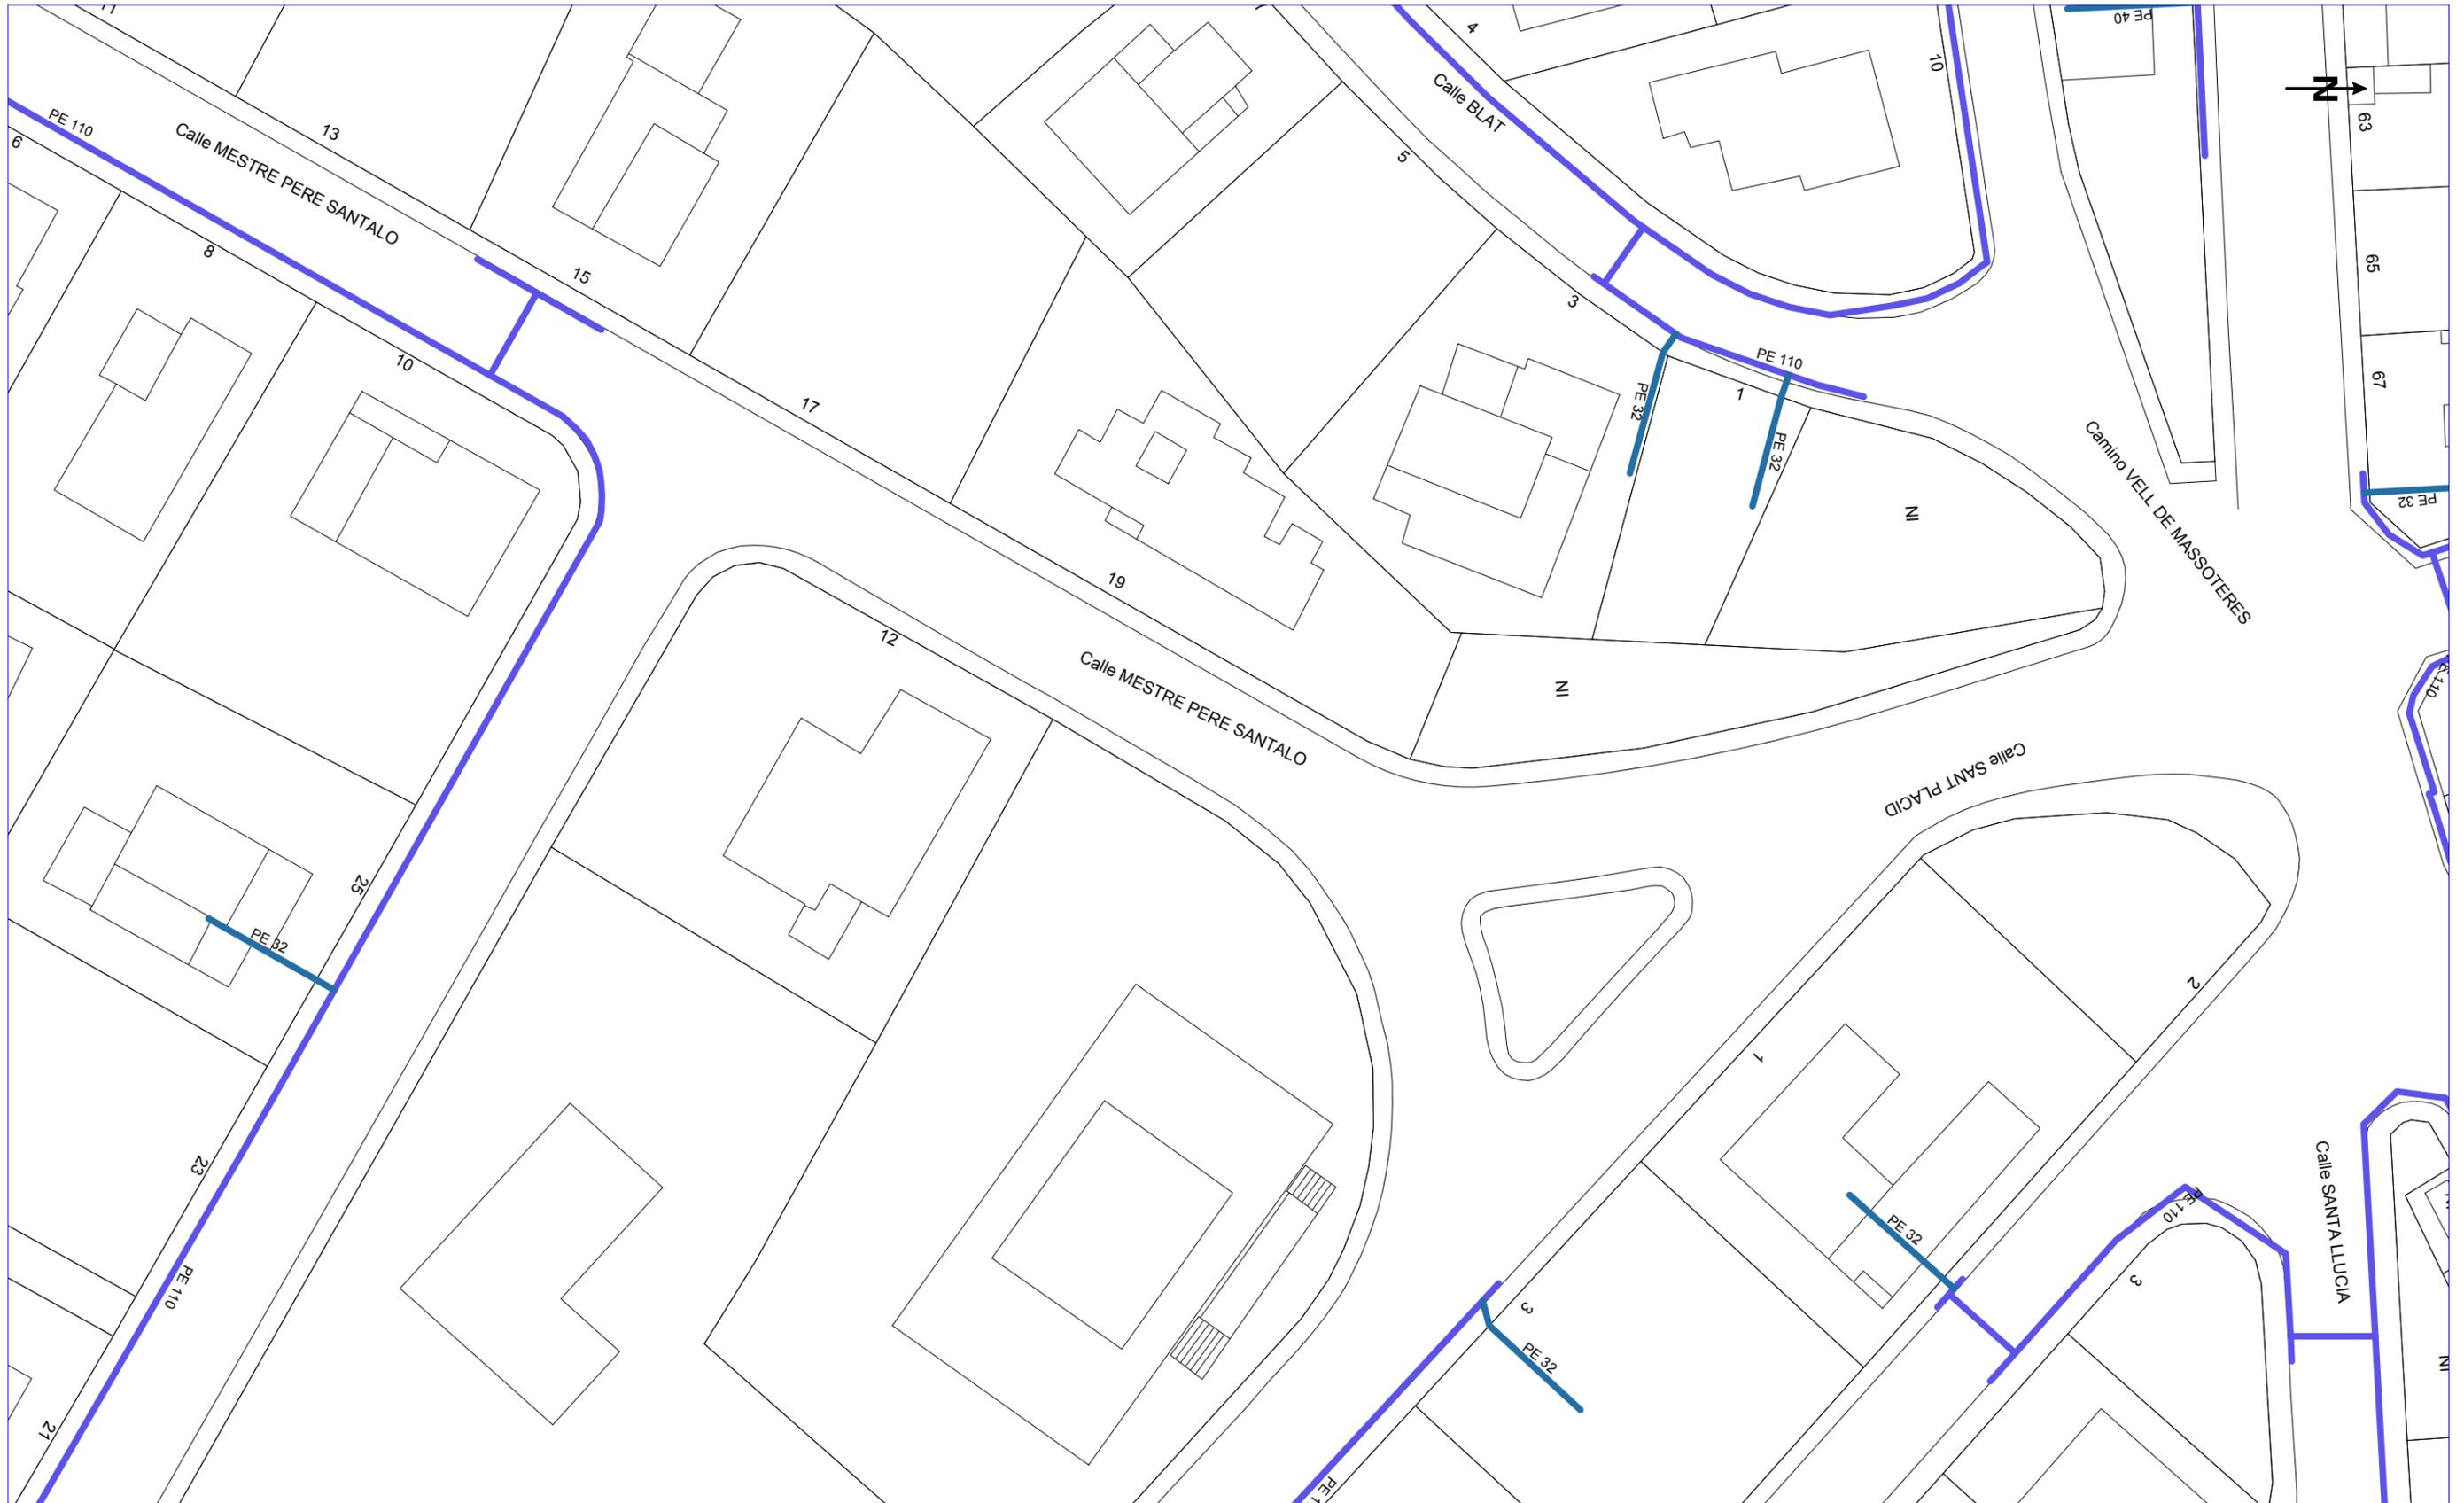 11
13
PE 110
6
Calle MESTRE PERE SANTALO
8
15
10
17
19
12
Calle MESTRE PERE SANTALO
25
PE 32
23
PE 110
21
4
Calle BLAT
5
3
10
PE 40
N
63
65
67
PE 110
1
PE 32
PE 32
NI
NI
Camino VELL DE MASSOTERES
PE 32
110
Calle SANT PLACID
2
1
PE 32
3
PE 32
PE 110
3
Calle SANTA LLUCIA
NI